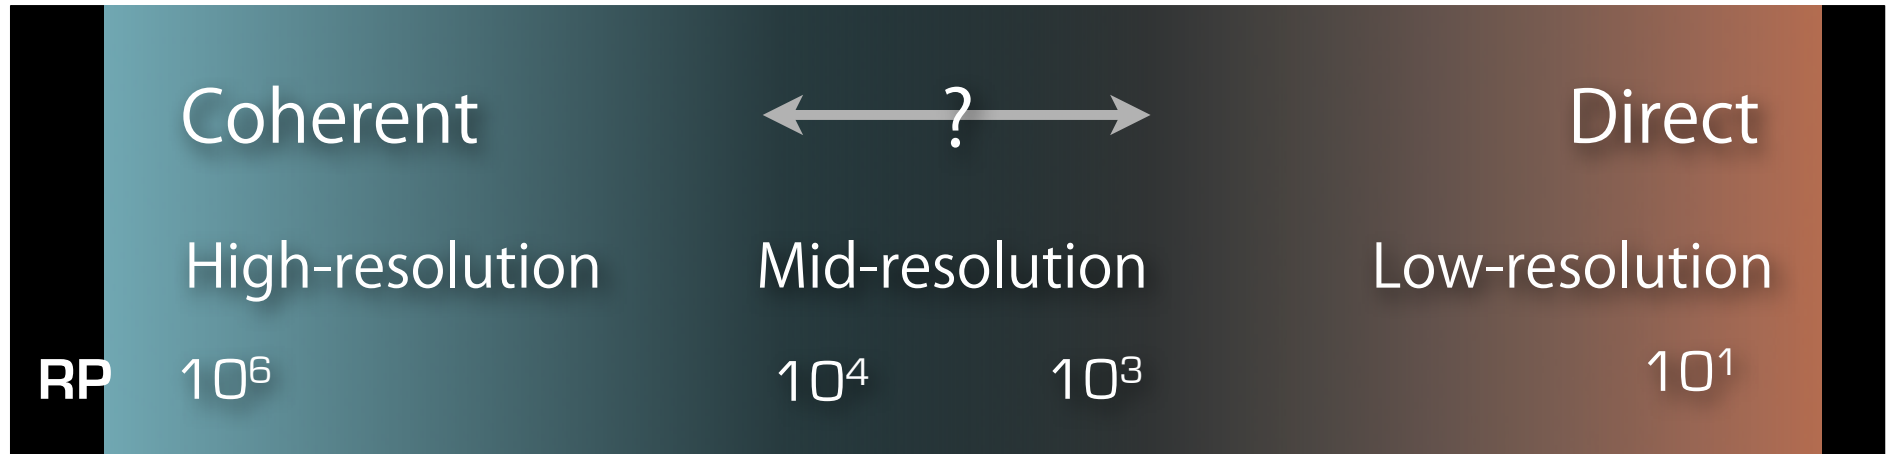 Coherent ? Direct
High-resolution Mid-resolution Low-resolution
RP 10⁶ 10⁴ 10³ 10¹